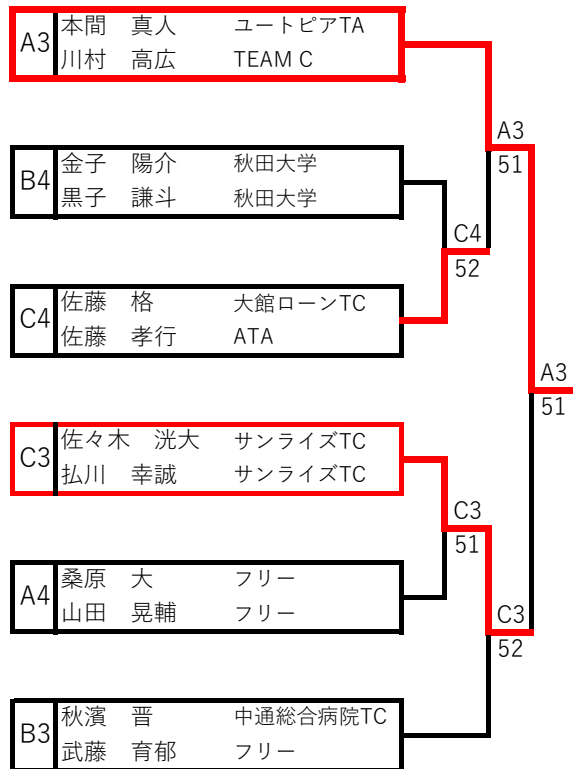 A3 本間　真人　ユートピアTA
川村　高広　TEAM C
B4 金子　陽介　秋田大学
黒子　謙斗　秋田大学
C4 佐藤　格　大館ローンTC
佐藤　孝行　ATA
C3 佐々木　洸大　サンライズTC
払川　幸誠　サンライズTC
A4 桑原　大　フリー
山田　晃輔　フリー
B3 秋濱　晋　中通総合病院TC
武藤　育郁　フリー
C4
52
A3
51
C3
51
C3
52
A3
51